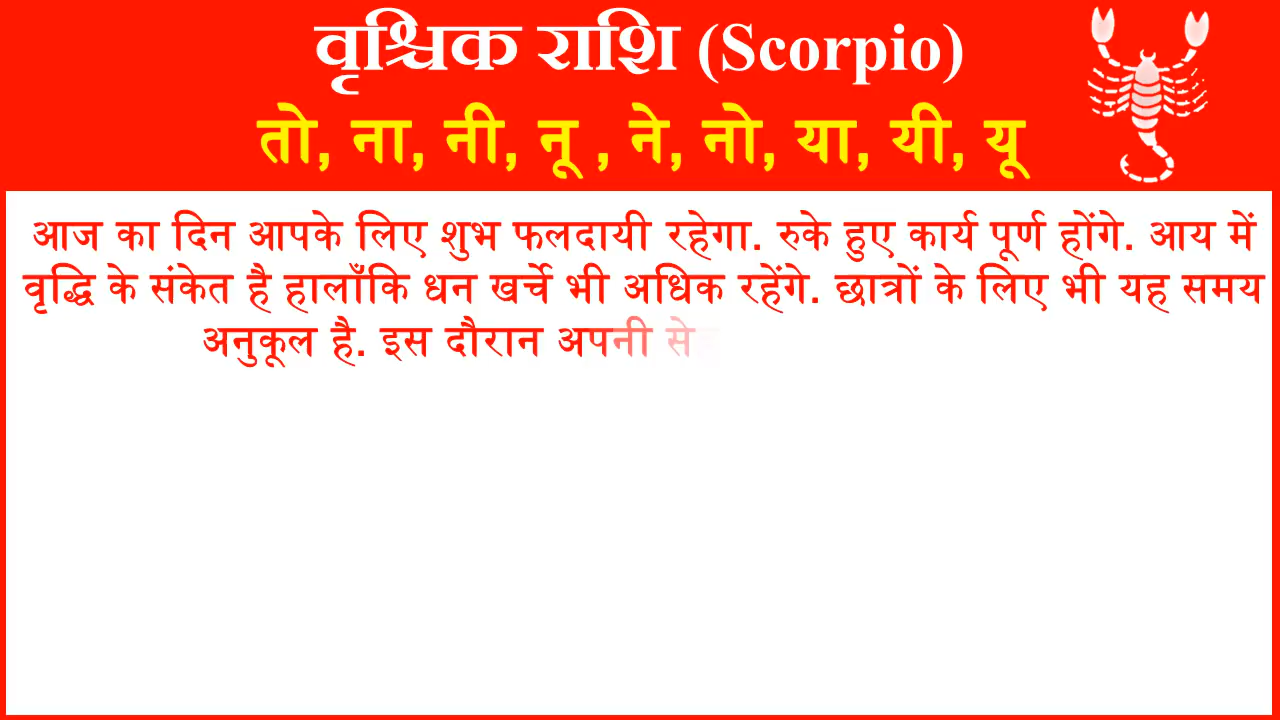 वृश्चिक राशि (Scorpio)
तो, ना, नी, नू , ने, नो, या, यी, यू
आज का दिन आपके लिए शुभ फलदायी रहेगा. रुके हुए कार्य पूर्ण होंगे. आय में
वृद्धि के संकेत है हालाँकि धन खर्चे भी अधिक रहेंगे. छात्रों के लिए भी यह समय
अनुकूल है. इस दौरान अपनी